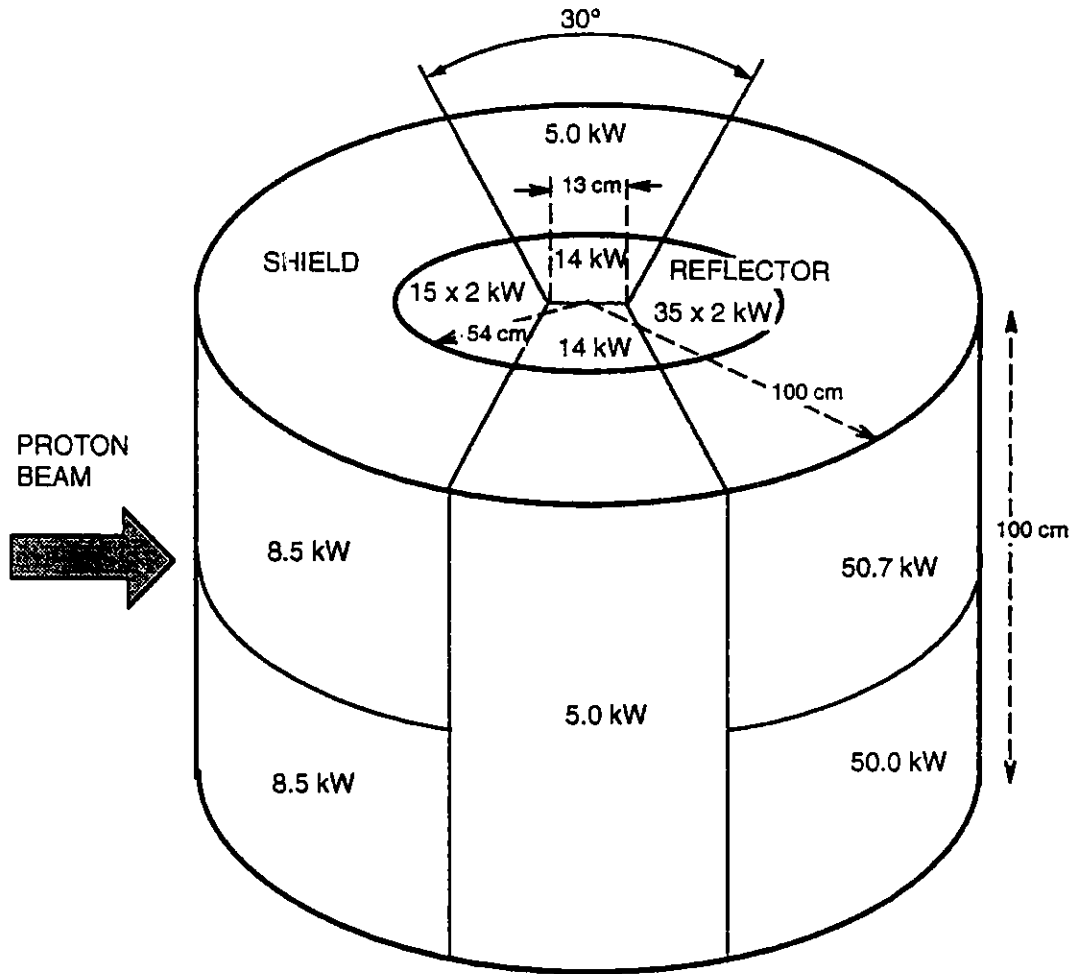 30°
5.0 kW
13 cm
SHIELD
14 kW
REFLECTOR
15 x 2 kW
35 x 2 kW
54 cm
14 kW
100 cm
PROTON
BEAM
100 cm
8.5 kW
50.7 kW
5.0 kW
8.5 kW
50.0 kW